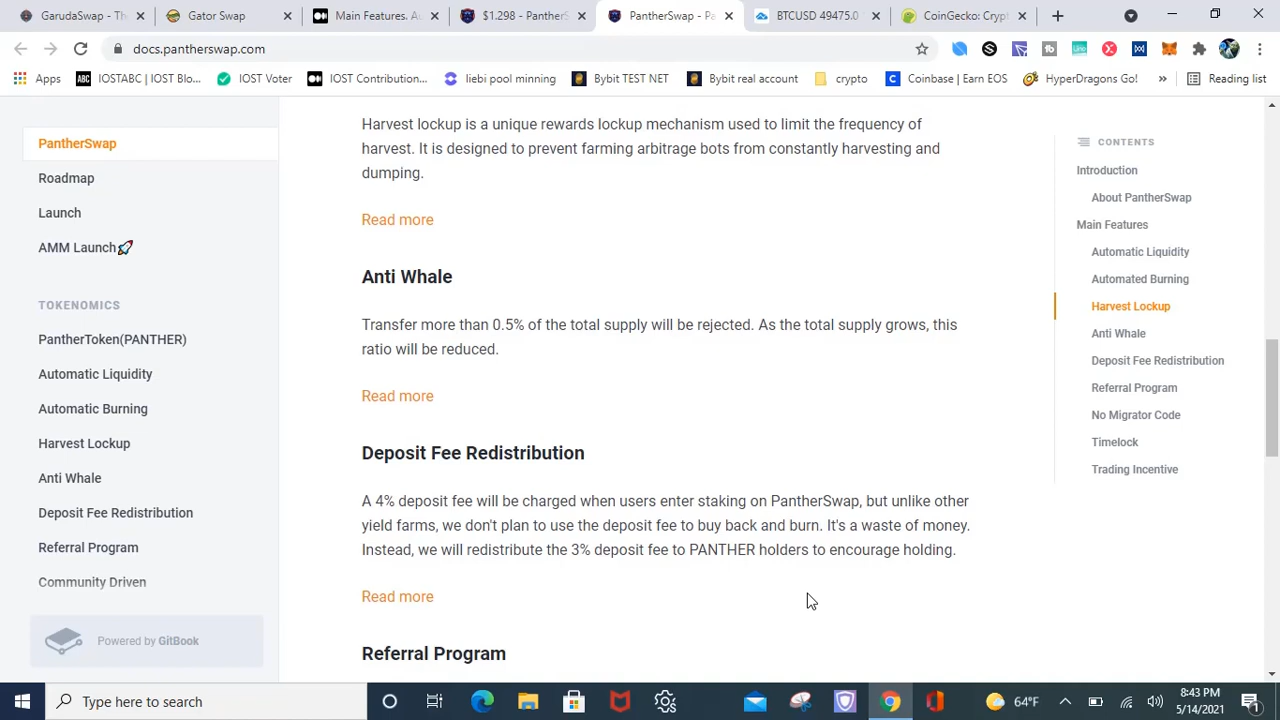 GarudaSwap - The
Gator Swap
Main Features. A
$1.298 - PantherS
PantherSwap - Pa
BTCUSD 49475.0
CoinGecko: Cryp
docs.pantherswap.com
Apps
IOSTABC | IOST Blo...
IOST Voter
IOST Contribution...
liebi pool minning
Bybit TEST NET
Bybit real account
crypto
Coinbase | Earn EOS
HyperDragons Go!
»
Reading list
PantherSwap
Roadmap
Launch
AMM Launch🚀
TOKENOMICS
PantherToken(PANTHER)
Automatic Liquidity
Automatic Burning
Harvest Lockup
Anti Whale
Deposit Fee Redistribution
Referral Program
Community Driven
Powered by GitBook
Harvest lockup is a unique rewards lockup mechanism used to limit the frequency of
harvest. It is designed to prevent farming arbitrage bots from constantly harvesting and
dumping.
Read more
Anti Whale
Transfer more than 0.5% of the total supply will be rejected. As the total supply grows, this
ratio will be reduced.
Read more
Deposit Fee Redistribution
A 4% deposit fee will be charged when users enter staking on PantherSwap, but unlike other
yield farms, we don't plan to use the deposit fee to buy back and burn. It's a waste of money.
Instead, we will redistribute the 3% deposit fee to PANTHER holders to encourage holding.
Read more
Referral Program
CONTENTS
Introduction
About PantherSwap
Main Features
Automatic Liquidity
Automated Burning
Harvest Lockup
Anti Whale
Deposit Fee Redistribution
Referral Program
No Migrator Code
Timelock
Trading Incentive
Type here to search
64°F
8:43 PM
5/14/2021